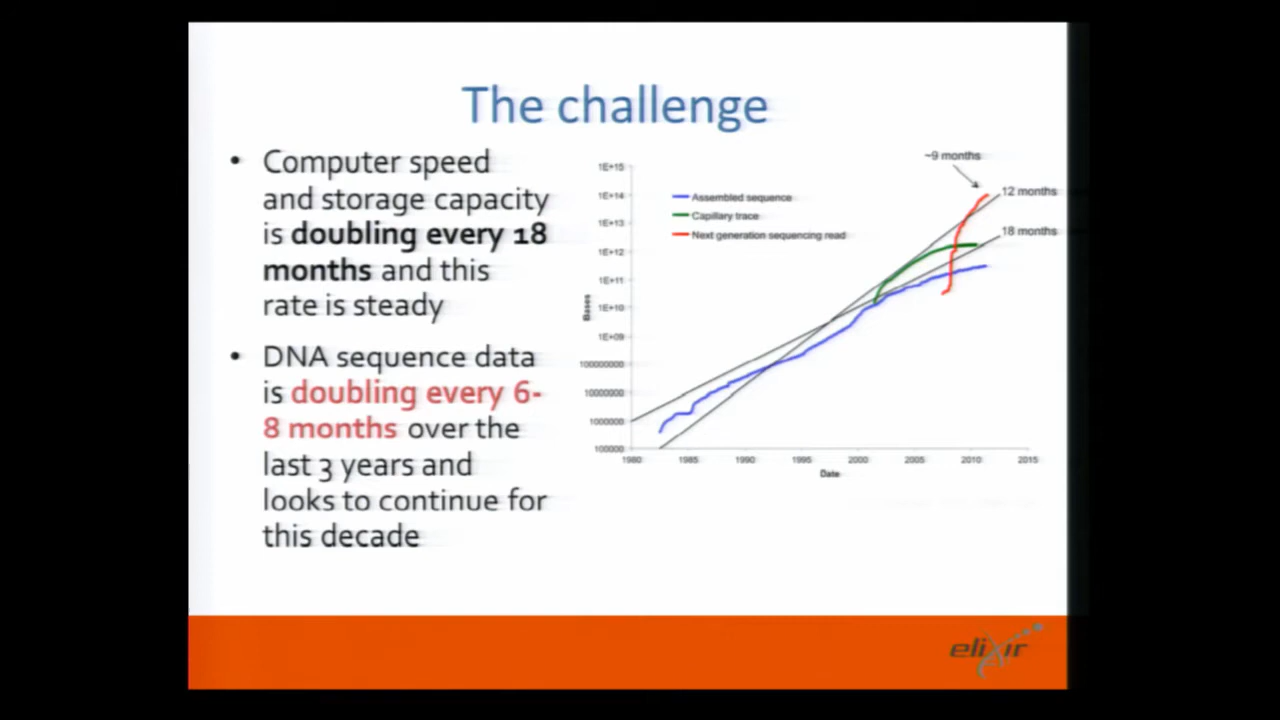 The challenge
• Computer speed
and storage capacity
is doubling every 18
months and this
rate is steady
• DNA sequence data
is doubling every 6-
8 months over the
last 3 years and
looks to continue for
this decade
~9 months
12 months
18 months
Assembled sequence
Capillary trace
Next generation sequencing read
Bases
1E+15
1E+14
1E+13
1E+12
1E+11
1E+10
1E+09
100000000
10000000
1000000
100000
1980 1985 1990 1995 2000 2005 2010 2015
Date
elixir